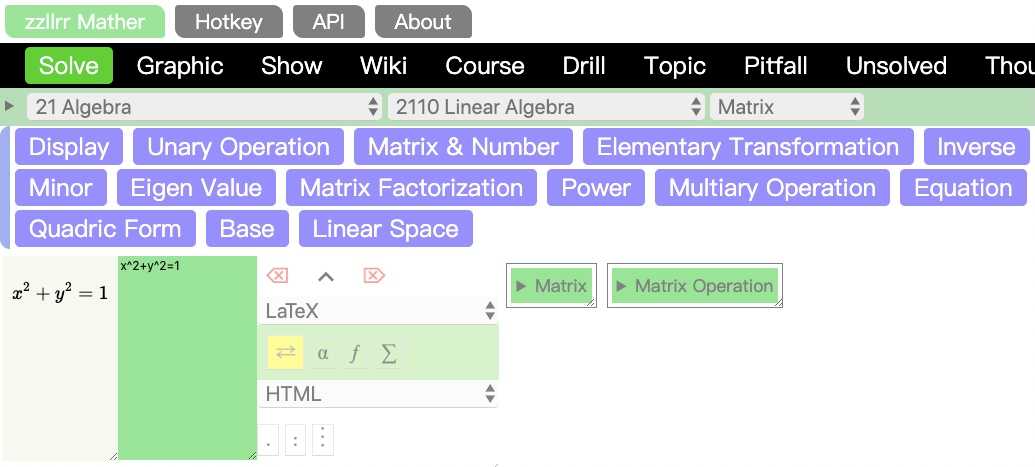 zzllrr Mather Hotkey API About
Solve Graphic Show Wiki Course Drill Topic Pitfall Unsolved Thou
21 Algebra 2110 Linear Algebra Matrix
Display Unary Operation Matrix & Number Elementary Transformation Inverse
Minor Eigen Value Matrix Factorization Power Multiary Operation Equation
Quadric Form Base Linear Space
x² + y² = 1
x^2+y^2=1
LaTeX
⇄ α f ∑
HTML
. : ⋮
▶ Matrix ▶ Matrix Operation